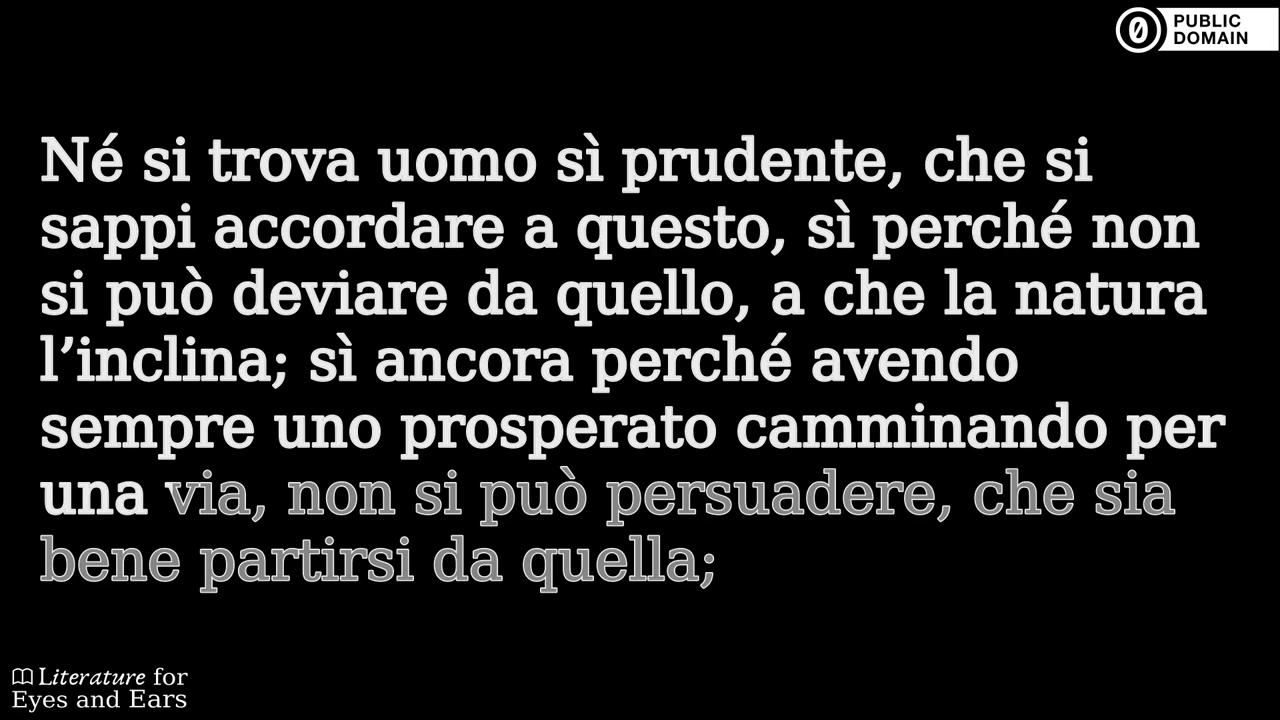 PUBLIC
DOMAIN
Né si trova uomo sì prudente, che si
sappi accordare a questo, sì perché non
si può deviare da quello, a che la natura
l’inclina; sì ancora perché avendo
sempre uno prosperato camminando per
una via, non si può persuadere, che sia
bene partirsi da quella;
Literature for
Eyes and Ears